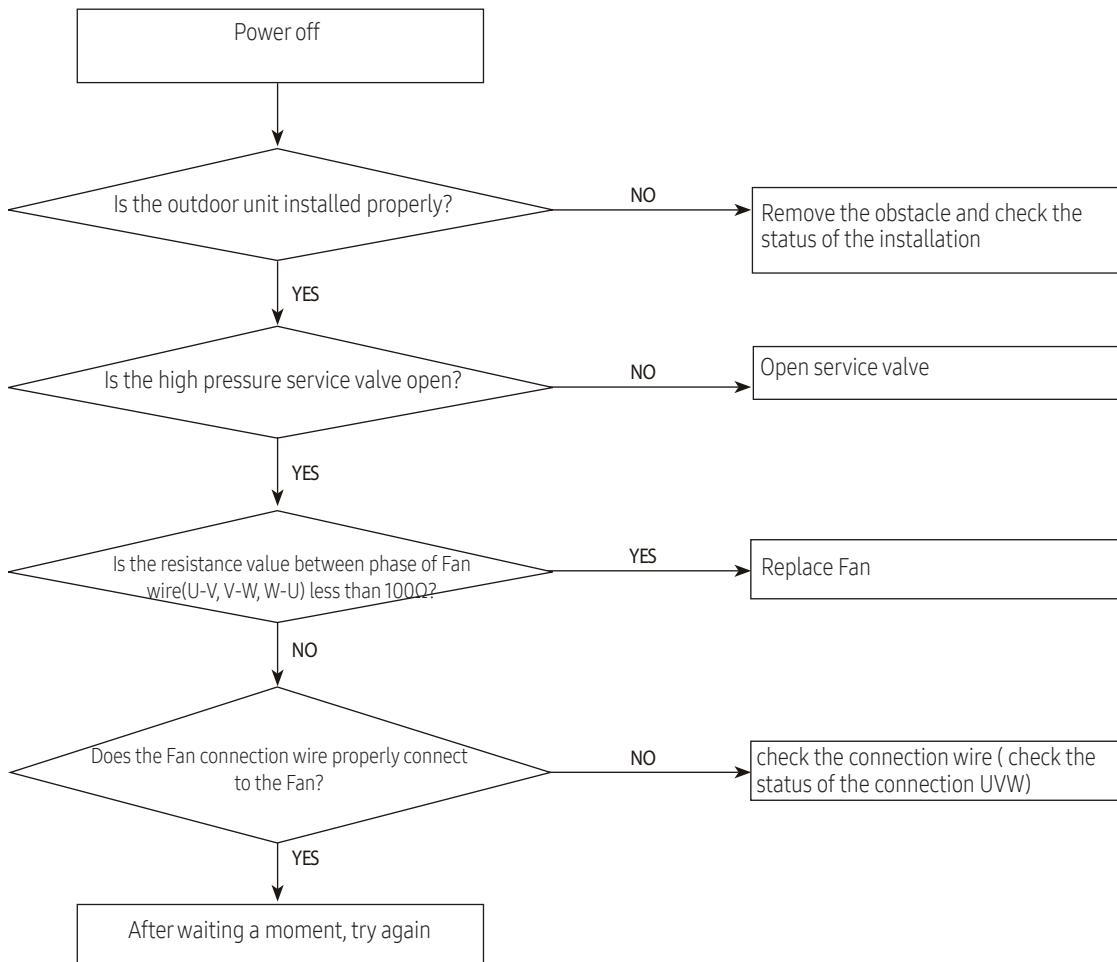 Power off
Is the outdoor unit installed properly?
NO
Remove the obstacle and check the
status of the installation
YES
Is the high pressure service valve open?
NO
Open service valve
YES
Is the resistance value between phase of Fan
wire(U-V, V-W, W-U) less than 100Ω?
YES
Replace Fan
NO
Does the Fan connection wire properly connect
to the Fan?
NO
check the connection wire ( check the
status of the connection UVW)
YES
After waiting a moment, try again